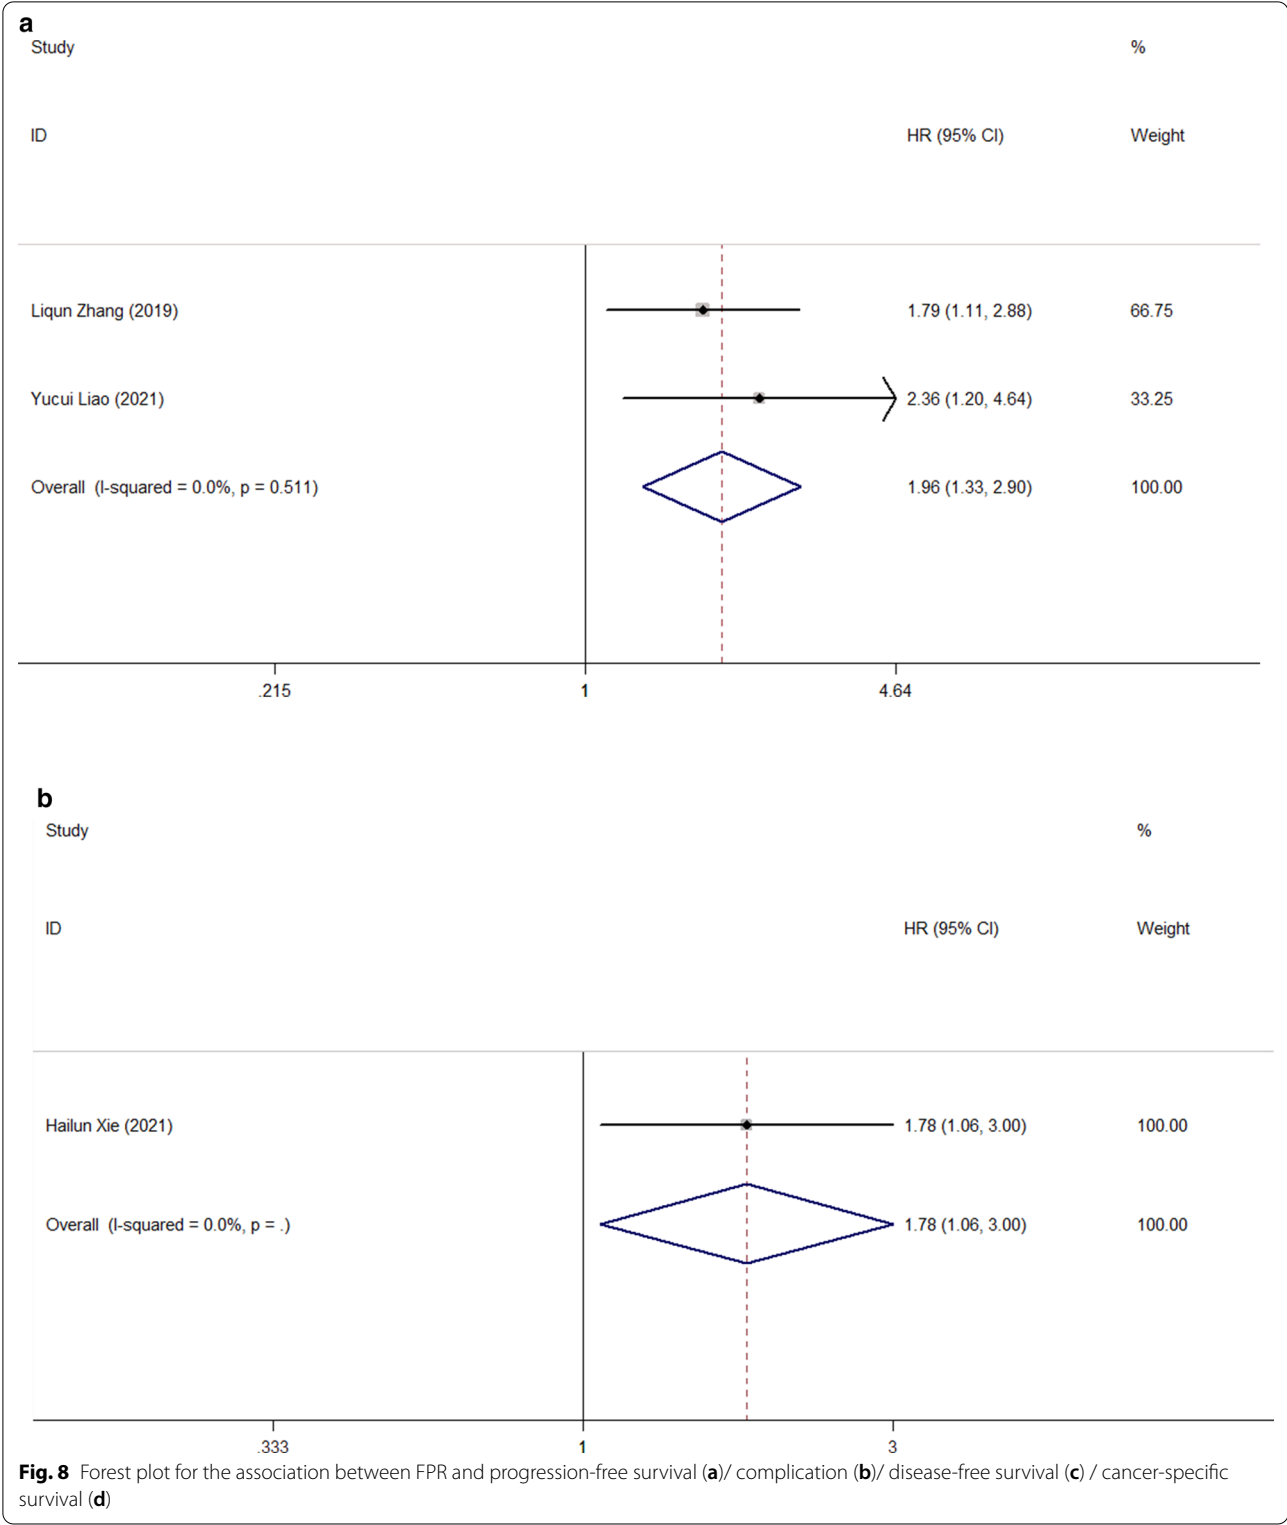 a
Study %
ID HR (95% CI) Weight
Liqun Zhang (2019) 1.79 (1.11, 2.88) 66.75
Yucui Liao (2021) 2.36 (1.20, 4.64) 33.25
Overall (I-squared = 0.0%, p = 0.511) 1.96 (1.33, 2.90) 100.00
.215 1 4.64
b
Study %
ID HR (95% CI) Weight
Hailun Xie (2021) 1.78 (1.06, 3.00) 100.00
Overall (I-squared = 0.0%, p = .) 1.78 (1.06, 3.00) 100.00
.333 1 3
Fig. 8 Forest plot for the association between FPR and progression-free survival (a)/ complication (b)/ disease-free survival (c) / cancer-specific
survival (d)